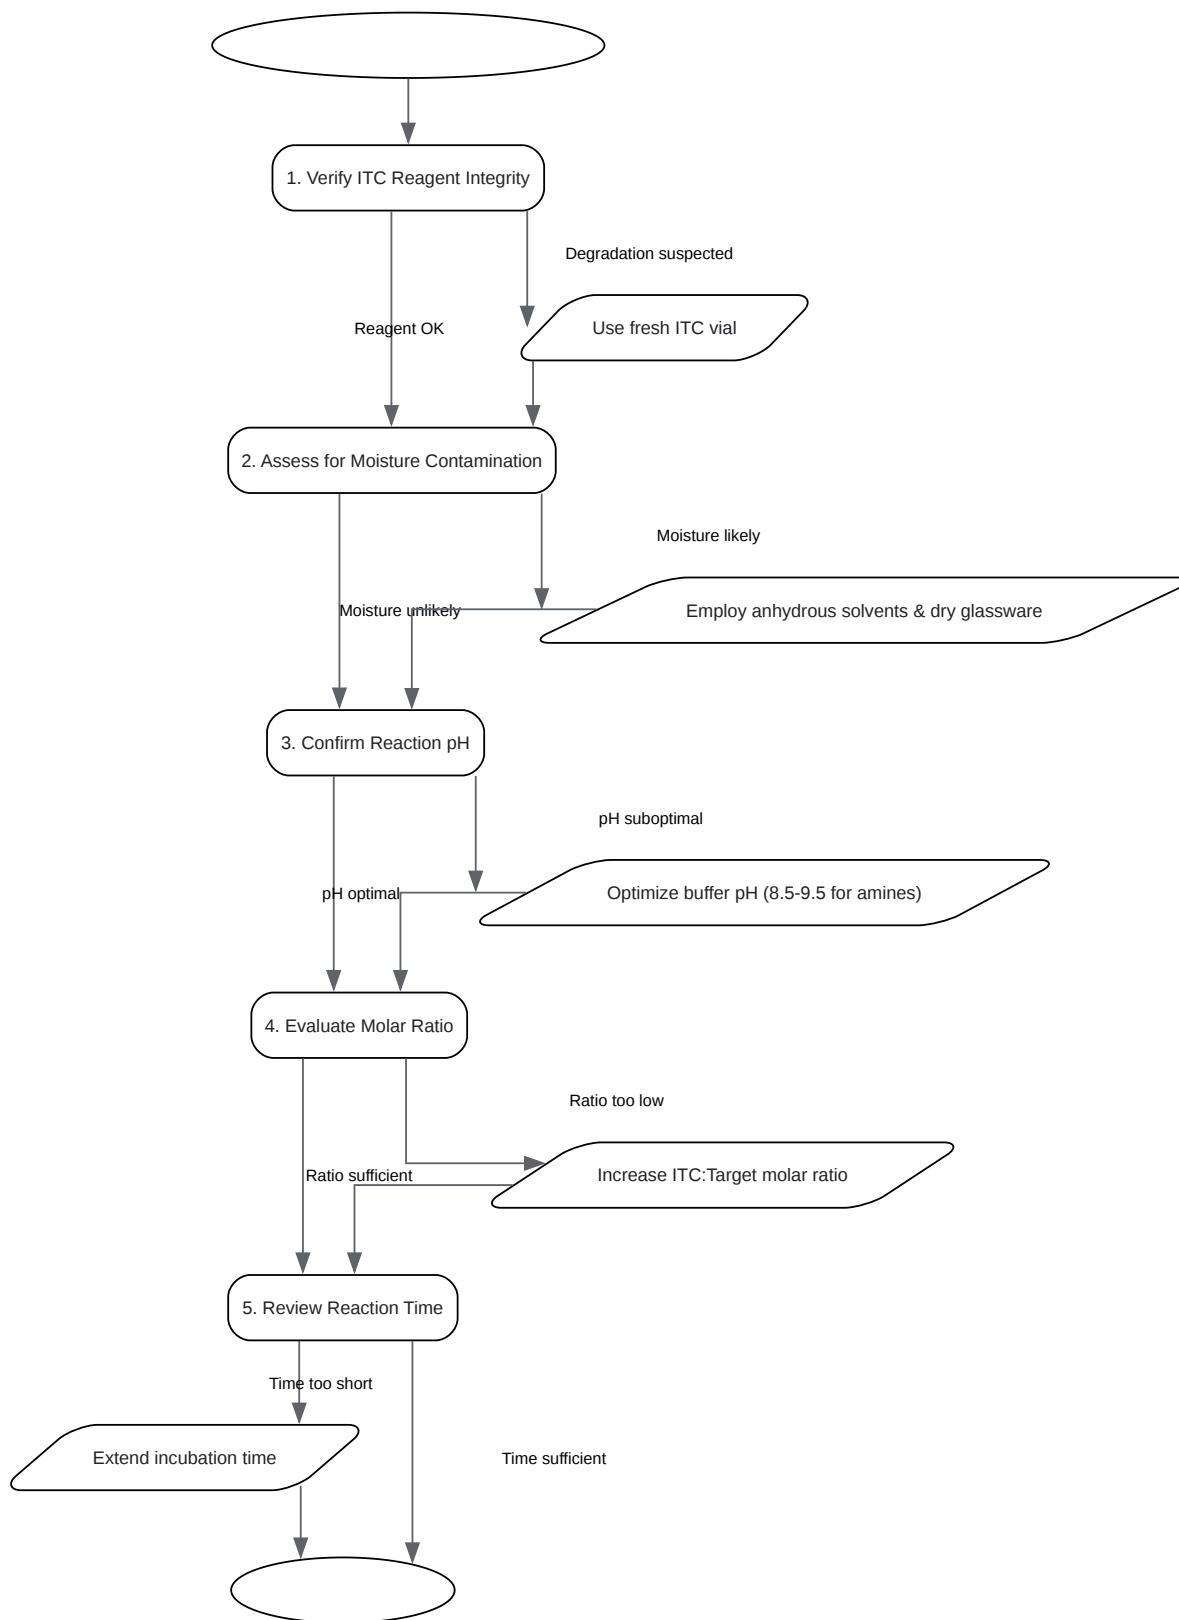 1. Verify ITC Reagent Integrity
Degradation suspected
Reagent OK
Use fresh ITC vial
2. Assess for Moisture Contamination
Moisture likely
Moisture unlikely
Employ anhydrous solvents & dry glassware
3. Confirm Reaction pH
pH suboptimal
pH optimal
Optimize buffer pH (8.5-9.5 for amines)
4. Evaluate Molar Ratio
Ratio too low
Ratio sufficient
Increase ITC:Target molar ratio
5. Review Reaction Time
Time too short
Extend incubation time
Time sufficient